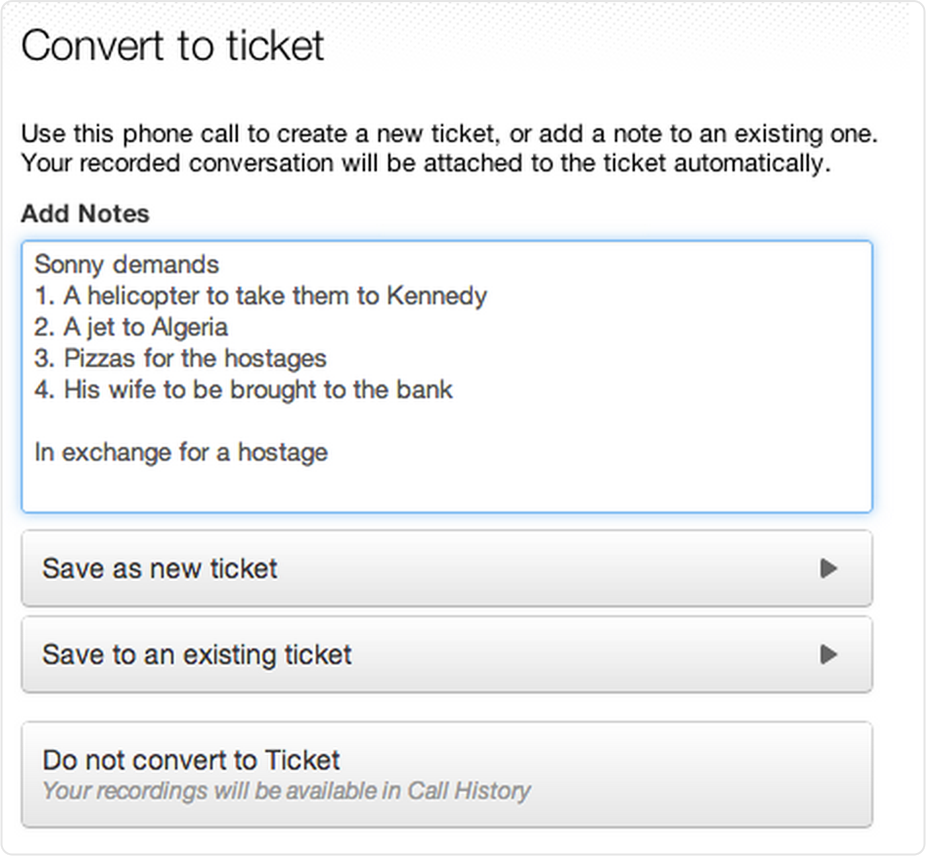 Convert to ticket
Use this phone call to create a new ticket, or add a note to an existing one.
Your recorded conversation will be attached to the ticket automatically.
Add Notes
Sonny demands
1. A helicopter to take them to Kennedy
2. A jet to Algeria
3. Pizzas for the hostages
4. His wife to be brought to the bank
In exchange for a hostage
Save as new ticket
Save to an existing ticket
Do not convert to Ticket
Your recordings will be available in Call History